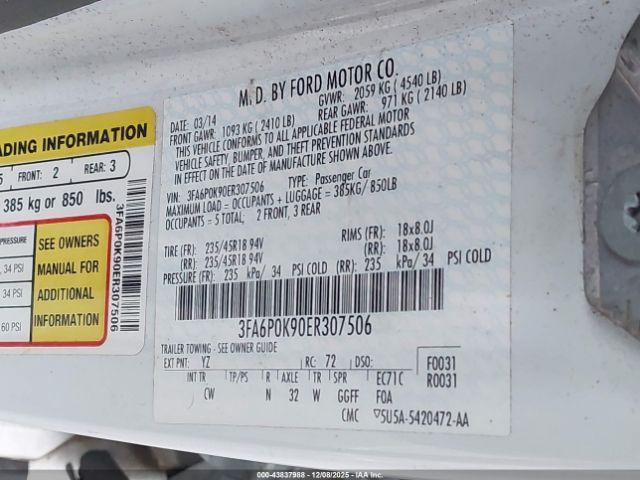 ADING INFORMATION
5 FRONT: 2 REAR: 3
385 kg or 850 lbs.
PRESSURE
, 34 PSI
34 PSI
60 PSI
SEE OWNERS
MANUAL FOR
ADDITIONAL
INFORMATION
3FA6P0K90ER307506
M.D. BY FORD MOTOR CO.
DATE: 03/14 GVWR: 2059 KG ( 4540 LB)
FRONT GAWR: 1093 KG ( 2410 LB) REAR GAWR: 971 KG ( 2140 LB)
THIS VEHICLE CONFORMS TO ALL APPLICABLE FEDERAL MOTOR
VEHICLE SAFETY, BUMPER, AND THEFT PREVENTION STANDARDS
IN EFFECT ON THE DATE OF MANUFACTURE SHOWN ABOVE.
VIN: 3FA6P0K90ER307506 TYPE: Passenger Car
MAXIMUM LOAD = OCCUPANTS + LUGGAGE = 385KG/ 850LB
OCCUPANTS = 5 TOTAL, 2 FRONT, 3 REAR
TIRE (FR): 235/45R18 94V RIMS (FR): 18x8.0J
(RR): 235/45R18 94V (RR): 18x8.0J
PRESSURE (FR): 235 kPa/ 34 PSI COLD (RR): 235 kPa/ 34 PSI COLD
3FA6P0K90ER307506
TRAILER TOWING - SEE OWNER GUIDE
EXT PNT: YZ RC: 72 DSO: F0031
R0031
INT TR TP/PS R AXLE TR SPR EC71C
CW N 32 W GGFF F0A
CMC 5U5A-5420472-AA
IAAI.COM - #43837988 - 12/08/2025 - IAAI.COM